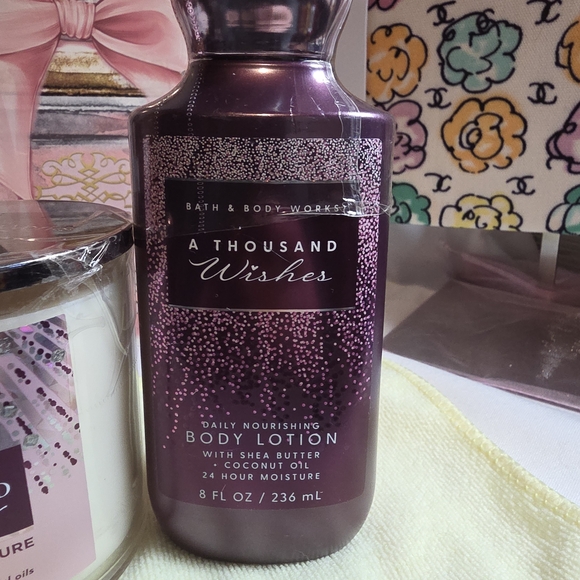 BATH & BODY WORKS
A THOUSAND
Wishes
DAILY NOURISHING
BODY LOTION
WITH SHEA BUTTER
+ COCONUT OIL
24 HOUR MOISTURE
8 FL OZ / 236 mL
URE
oils